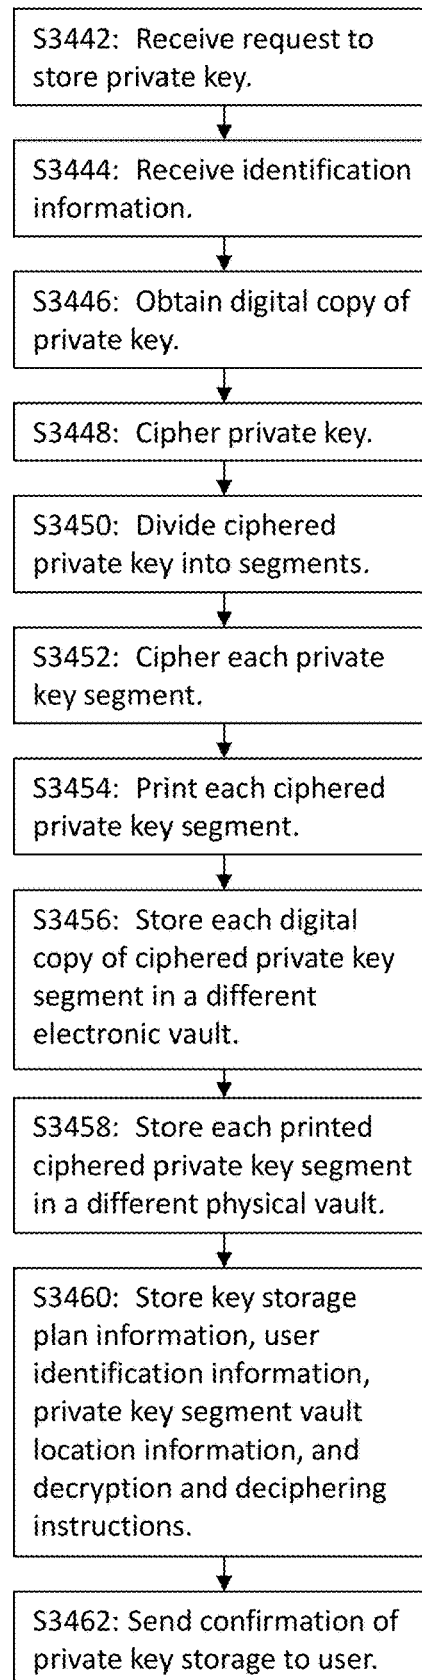 S3442: Receive request to
store private key.
S3444: Receive identification
information.
S3446: Obtain digital copy of
private key.
S3448: Cipher private key.
S3450: Divide ciphered
private key into segments.
S3452: Cipher each private
key segment.
S3454: Print each ciphered
private key segment.
S3456: Store each digital
copy of ciphered private key
segment in a different
electronic vault.
S3458: Store each printed
ciphered private key segment
in a different physical vault.
S3460: Store key storage
plan information, user
identification information,
private key segment vault
location information, and
decryption and deciphering
instructions.
S3462: Send confirmation of
private key storage to user.